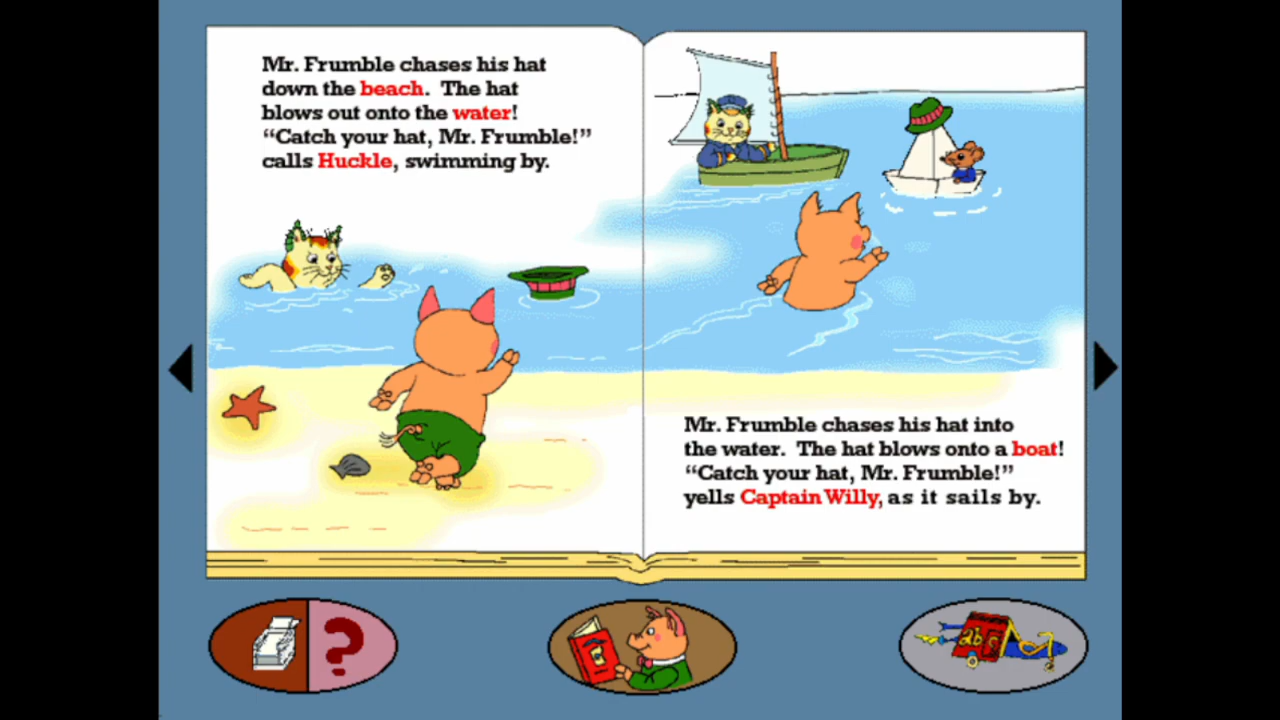 Mr. Frumble chases his hat
down the beach. The hat
blows out onto the water!
“Catch your hat, Mr. Frumble!”
calls Huckle, swimming by.
Mr. Frumble chases his hat into
the water. The hat blows onto a boat!
“Catch your hat, Mr. Frumble!”
yells Captain Willy, as it sails by.
?
abc